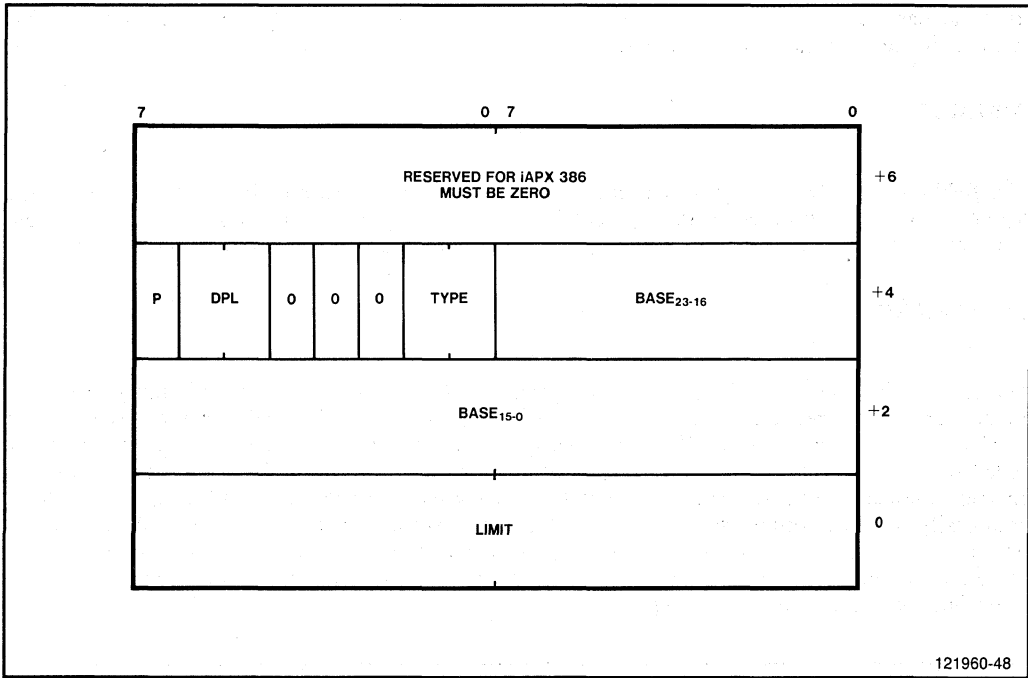 7 0 7 0
RESERVED FOR iAPX 386
MUST BE ZERO
+6
P DPL 0 0 0 TYPE BASE23-16 +4
BASE15-0 +2
LIMIT 0
121960-48